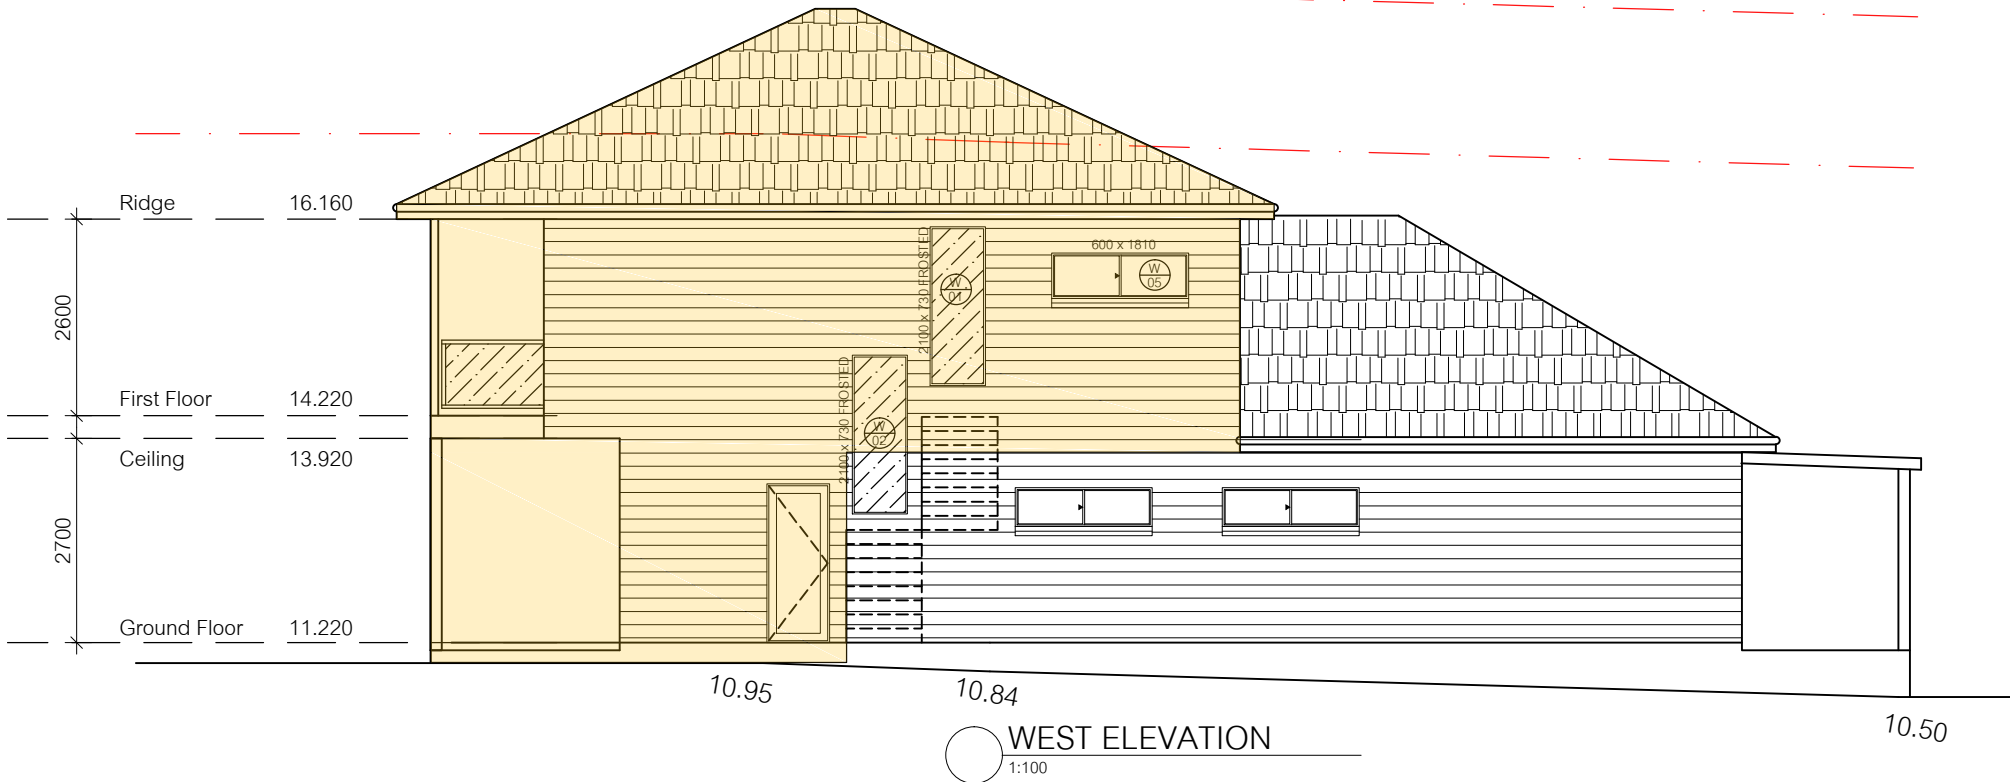 Ridge 16.160
2600
First Floor 14.220
Ceiling 13.920
2700
Ground Floor 11.220
2100 x 730 FROSTED
W
01
600 x 1810
W
05
2100 x 730 FROSTED
W
02
10.95
10.84
10.50
WEST ELEVATION
1:100